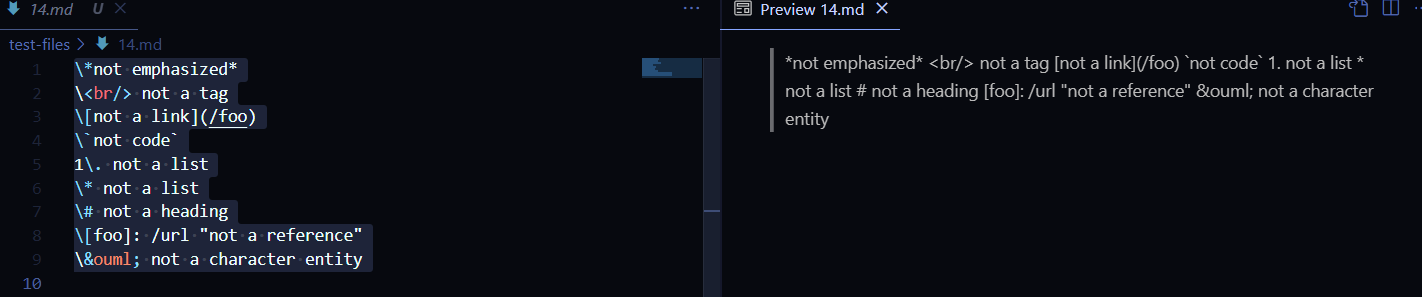 14.md U
test-files > 14.md
1 \*not emphasized*
2 \<br/> not a tag
3 \[not a link](/foo)
4 \`not code`
5 1\. not a list
6 \* not a list
7 \# not a heading
8 \[foo]: /url "not a reference"
9 \&ouml; not a character entity
10
Preview 14.md
*not emphasized* <br/> not a tag [not a link](/foo) `not code` 1. not a list *
not a list # not a heading [foo]: /url "not a reference" &ouml; not a character
entity